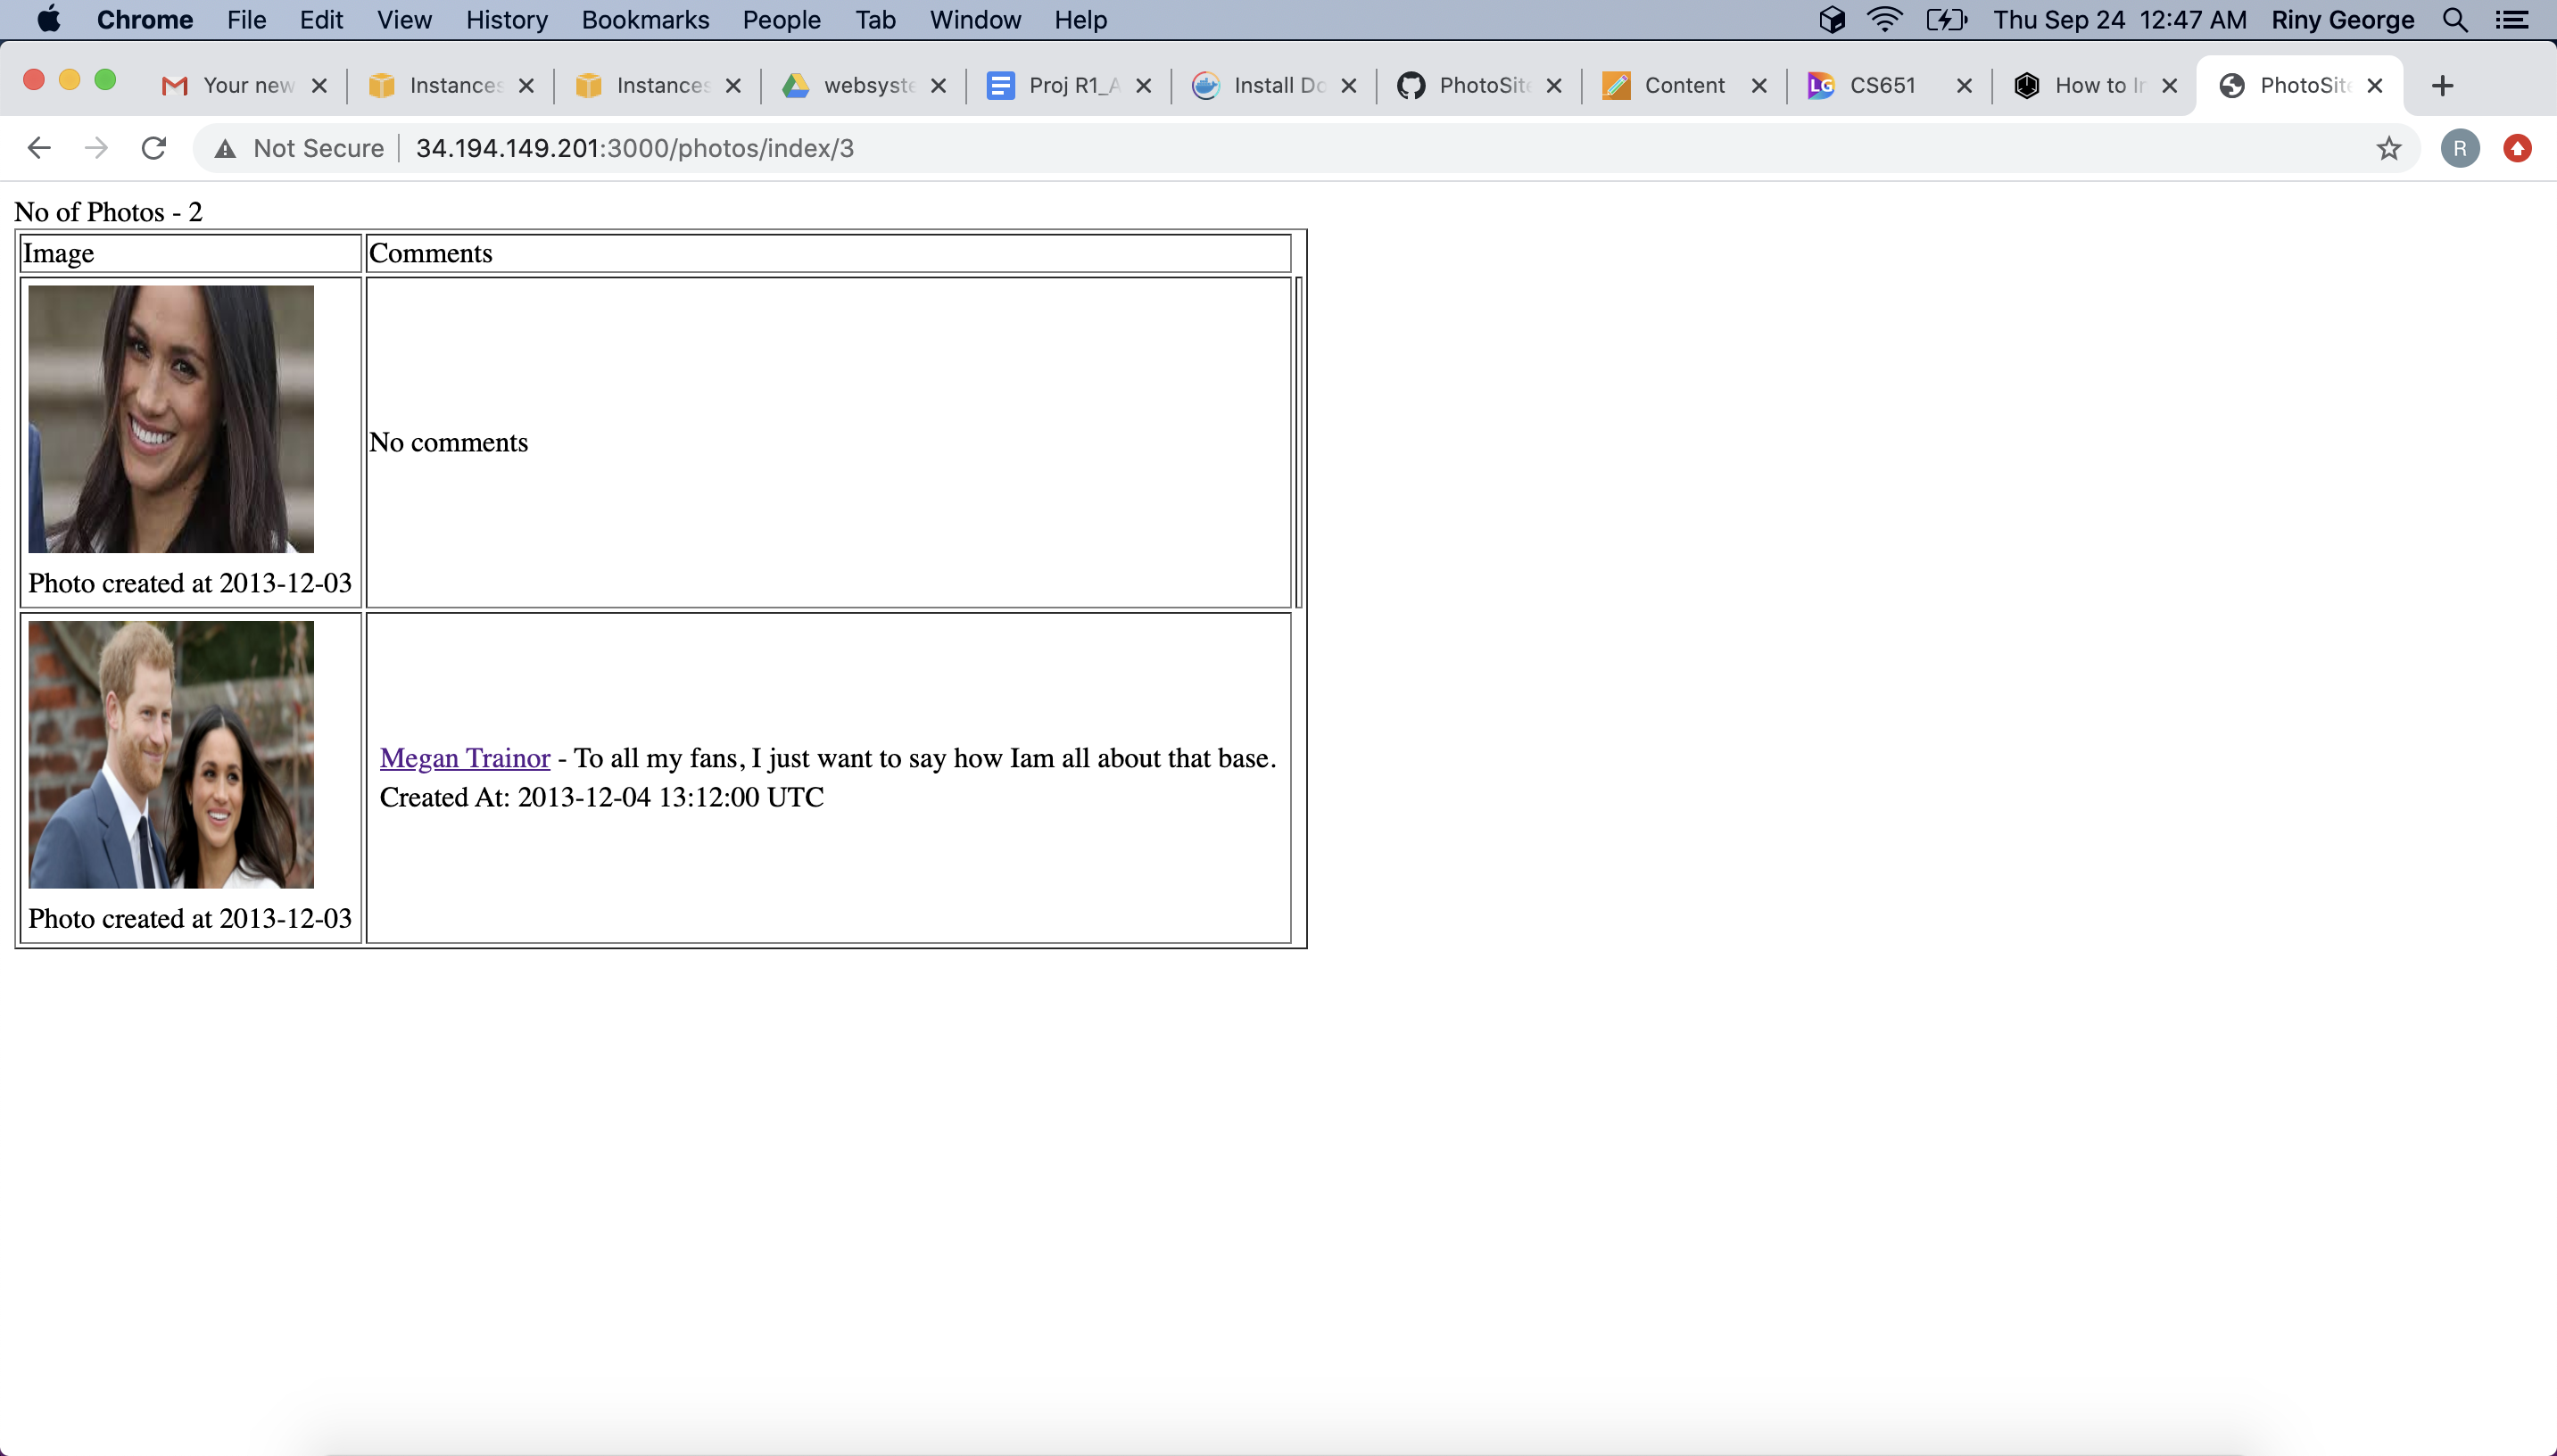 Chrome File Edit View History Bookmarks People Tab Window Help Thu Sep 24 12:47 AM Riny George
Your new Instances Instances websyste Proj R1_A Install Do PhotoSite Content LG CS651 How to In PhotoSite
Not Secure 34.194.149.201:3000/photos/index/3 R
No of Photos - 2
Image Comments
No comments
Photo created at 2013-12-03
Megan Trainor - To all my fans, I just want to say how Iam all about that base.
Created At: 2013-12-04 13:12:00 UTC
Photo created at 2013-12-03